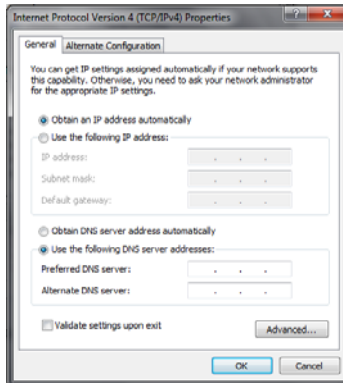 Internet Protocol Version 4 (TCP/IPv4) Properties
General Alternate Configuration
You can get IP settings assigned automatically if your network supports
this capability. Otherwise, you need to ask your network administrator
for the appropriate IP settings.
Obtain an IP address automatically
Use the following IP address:
IP address:
Subnet mask:
Default gateway:
Obtain DNS server address automatically
Use the following DNS server addresses:
Preferred DNS server:
Alternate DNS server:
Validate settings upon exit
Advanced...
OK Cancel